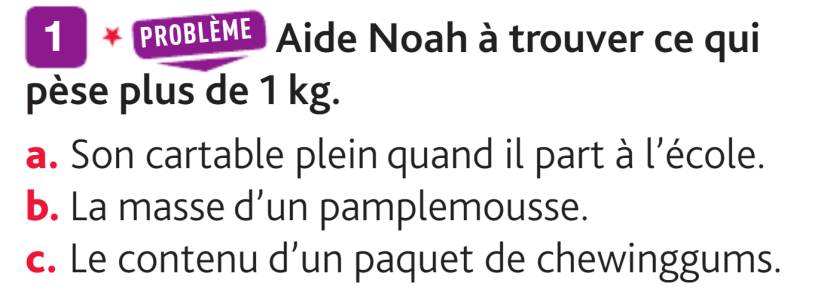 1 ★ PROBLÈME Aide Noah à trouver ce qui
pèse plus de 1 kg.
a. Son cartable plein quand il part à l’école.
b. La masse d’un pamplemousse.
c. Le contenu d’un paquet de chewinggums.